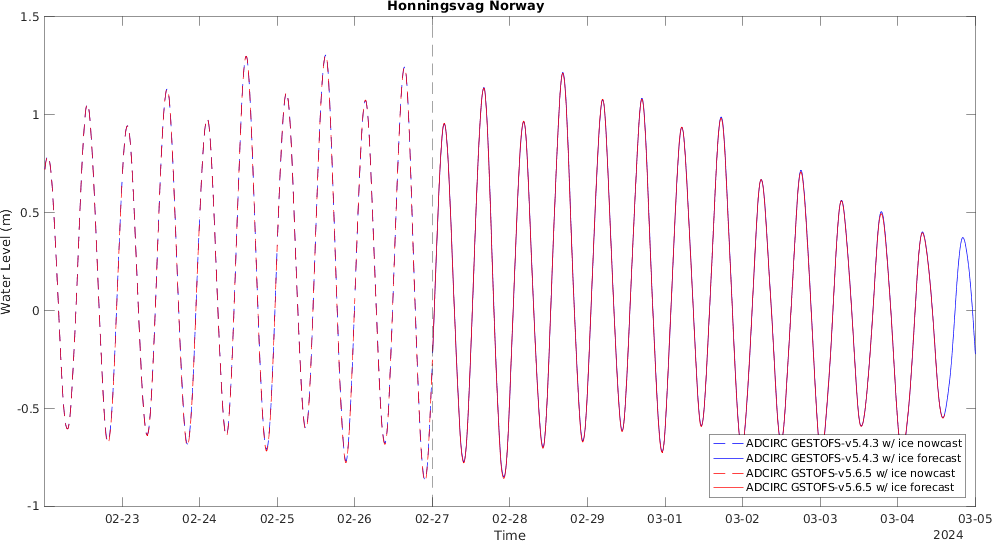 Honningsvag Norway
Water Level (m)
1.5
1
0.5
0
-0.5
-1
ADCIRC GESTOFS-v5.4.3 w/ ice nowcast
ADCIRC GESTOFS-v5.4.3 w/ ice forecast
ADCIRC GSTOFS-v5.6.5 w/ ice nowcast
ADCIRC GSTOFS-v5.6.5 w/ ice forecast
02-23 02-24 02-25 02-26 02-27 02-28 02-29 03-01 03-02 03-03 03-04 03-05
Time
2024